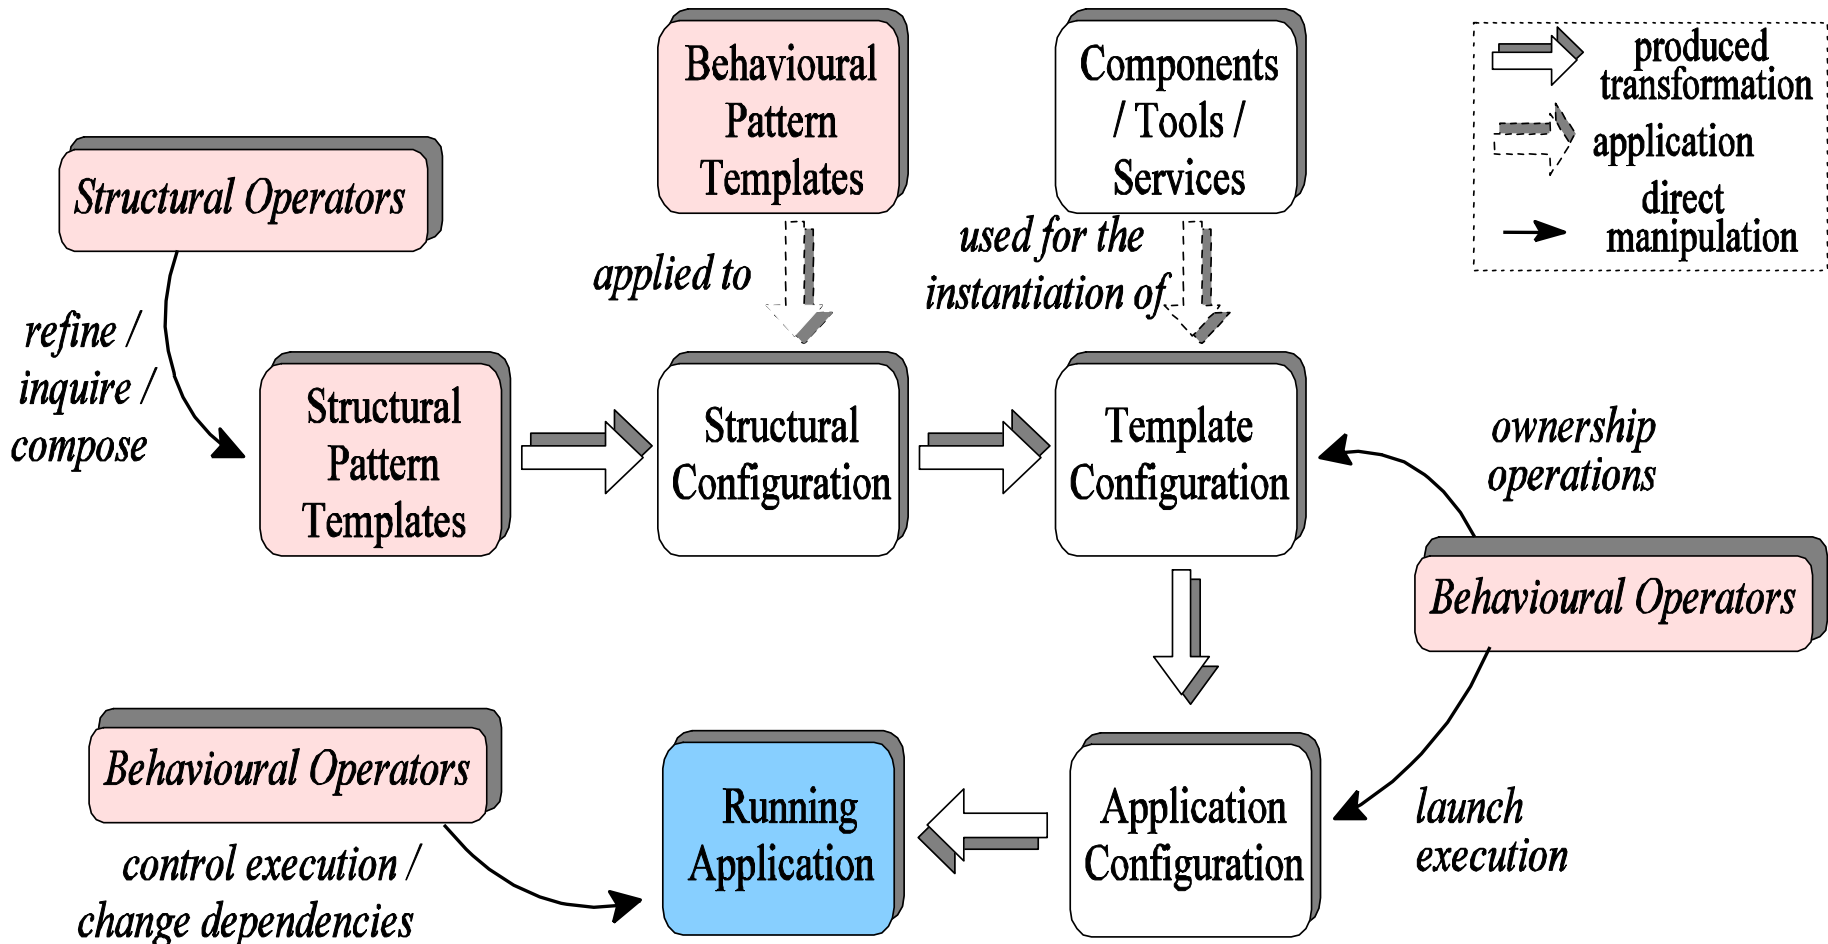 Behavioural
Pattern
Templates
Components
/ Tools /
Services
produced
transformation
application
direct
manipulation
Structural Operators
applied to
used for the
instantiation of
refine /
inquire /
compose
Structural
Pattern
Templates
Structural
Configuration
Template
Configuration
ownership
operations
Behavioural Operators
Behavioural Operators
control execution /
change dependencies
Running
Application
Application
Configuration
launch
execution